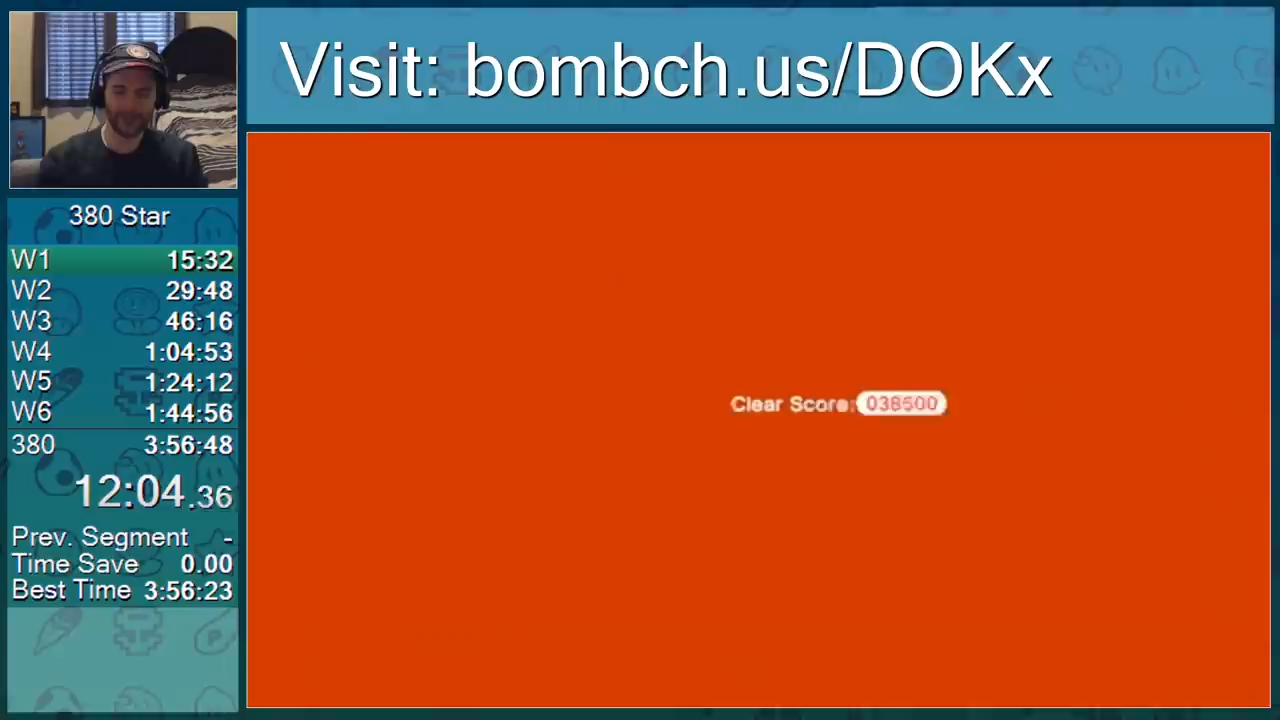 Visit: bombch.us/DOKx
380 Star
W1 15:32
W2 29:48
W3 46:16
W4 1:04:53
W5 1:24:12
W6 1:44:56
380 3:56:48
12:04.36
Prev. Segment -
Time Save 0.00
Best Time 3:56:23
Clear Score: 038500